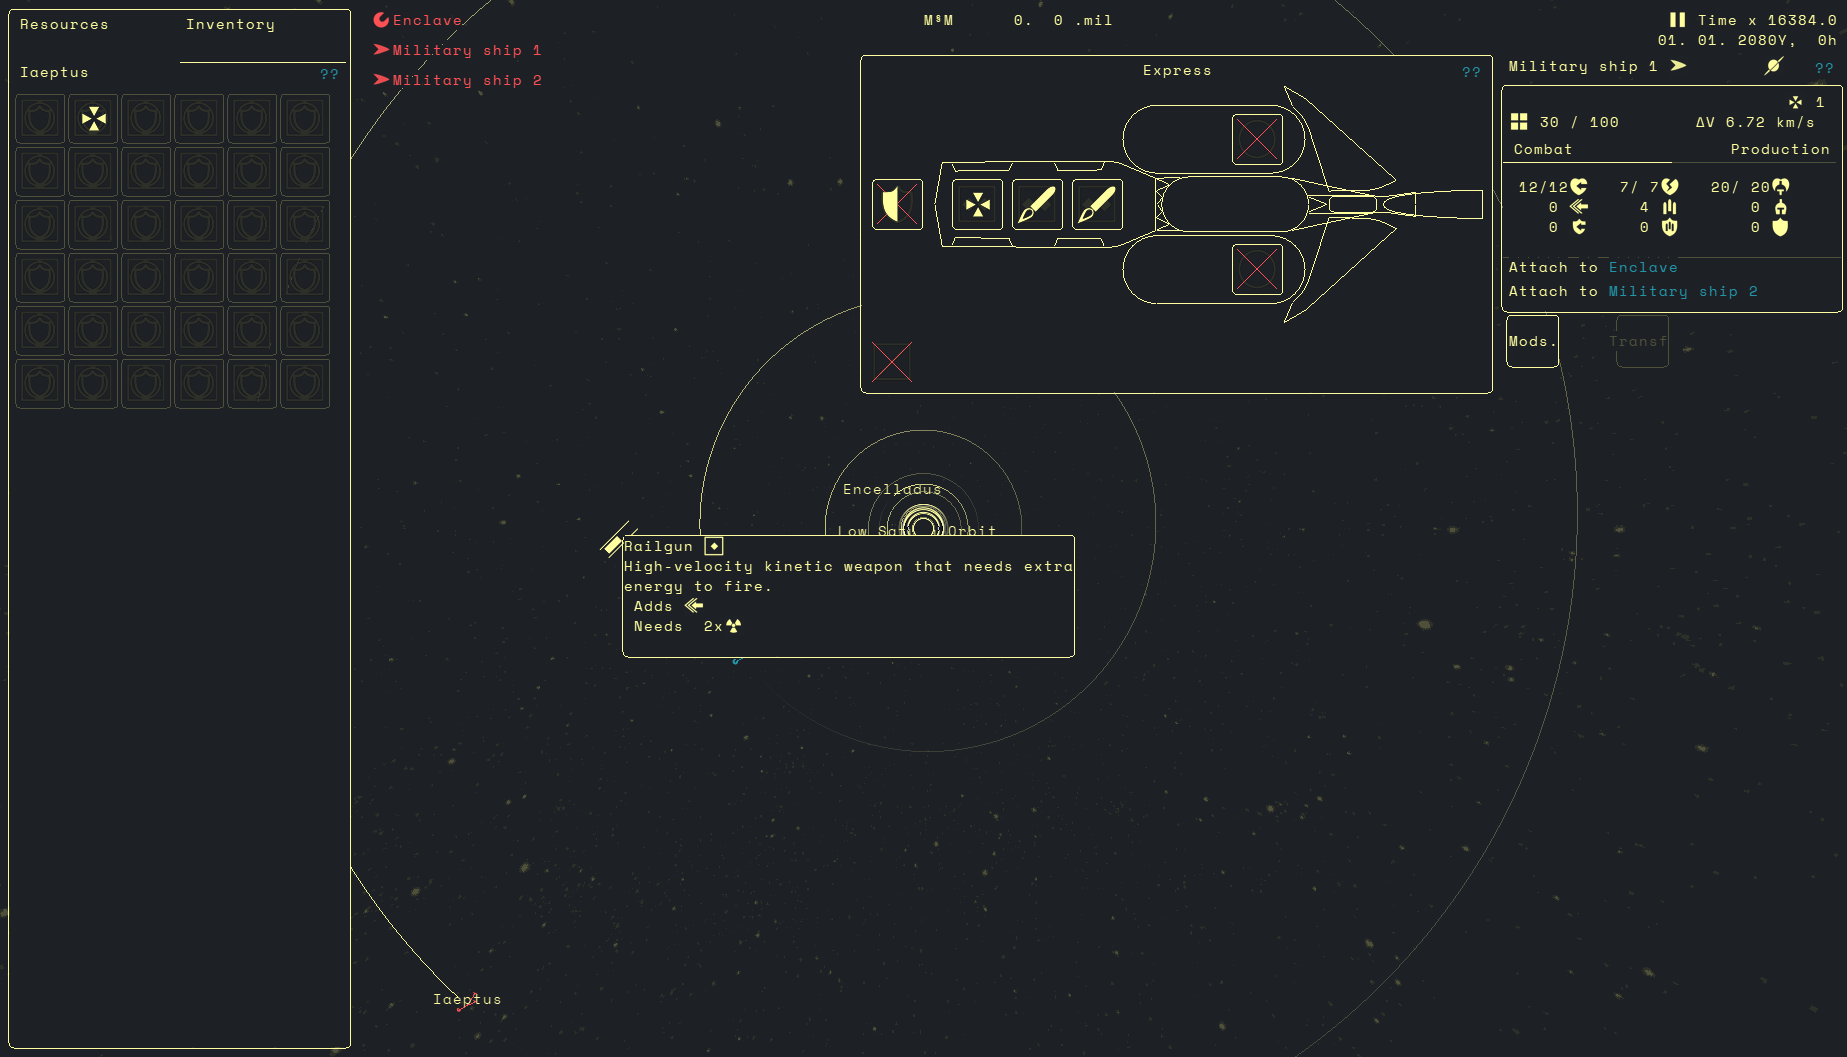 Resources Inventory
Iaeptus ??
Enclave
Military ship 1
Military ship 2
M$M 0. 0 .mil
Time x 16384.0
01. 01. 2080Y, 0h
Express ??
Military ship 1 ??
1
30 / 100 ΔV 6.72 km/s
Combat Production
12/12 7/ 7 20/ 20
0 4 0
0 0 0
Attach to Enclave
Attach to Military ship 2
Mods. Transf
Encelladus
Low Sat Orbit
Railgun
High-velocity kinetic weapon that needs extra
energy to fire.
Adds
Needs 2x
Iaeptus